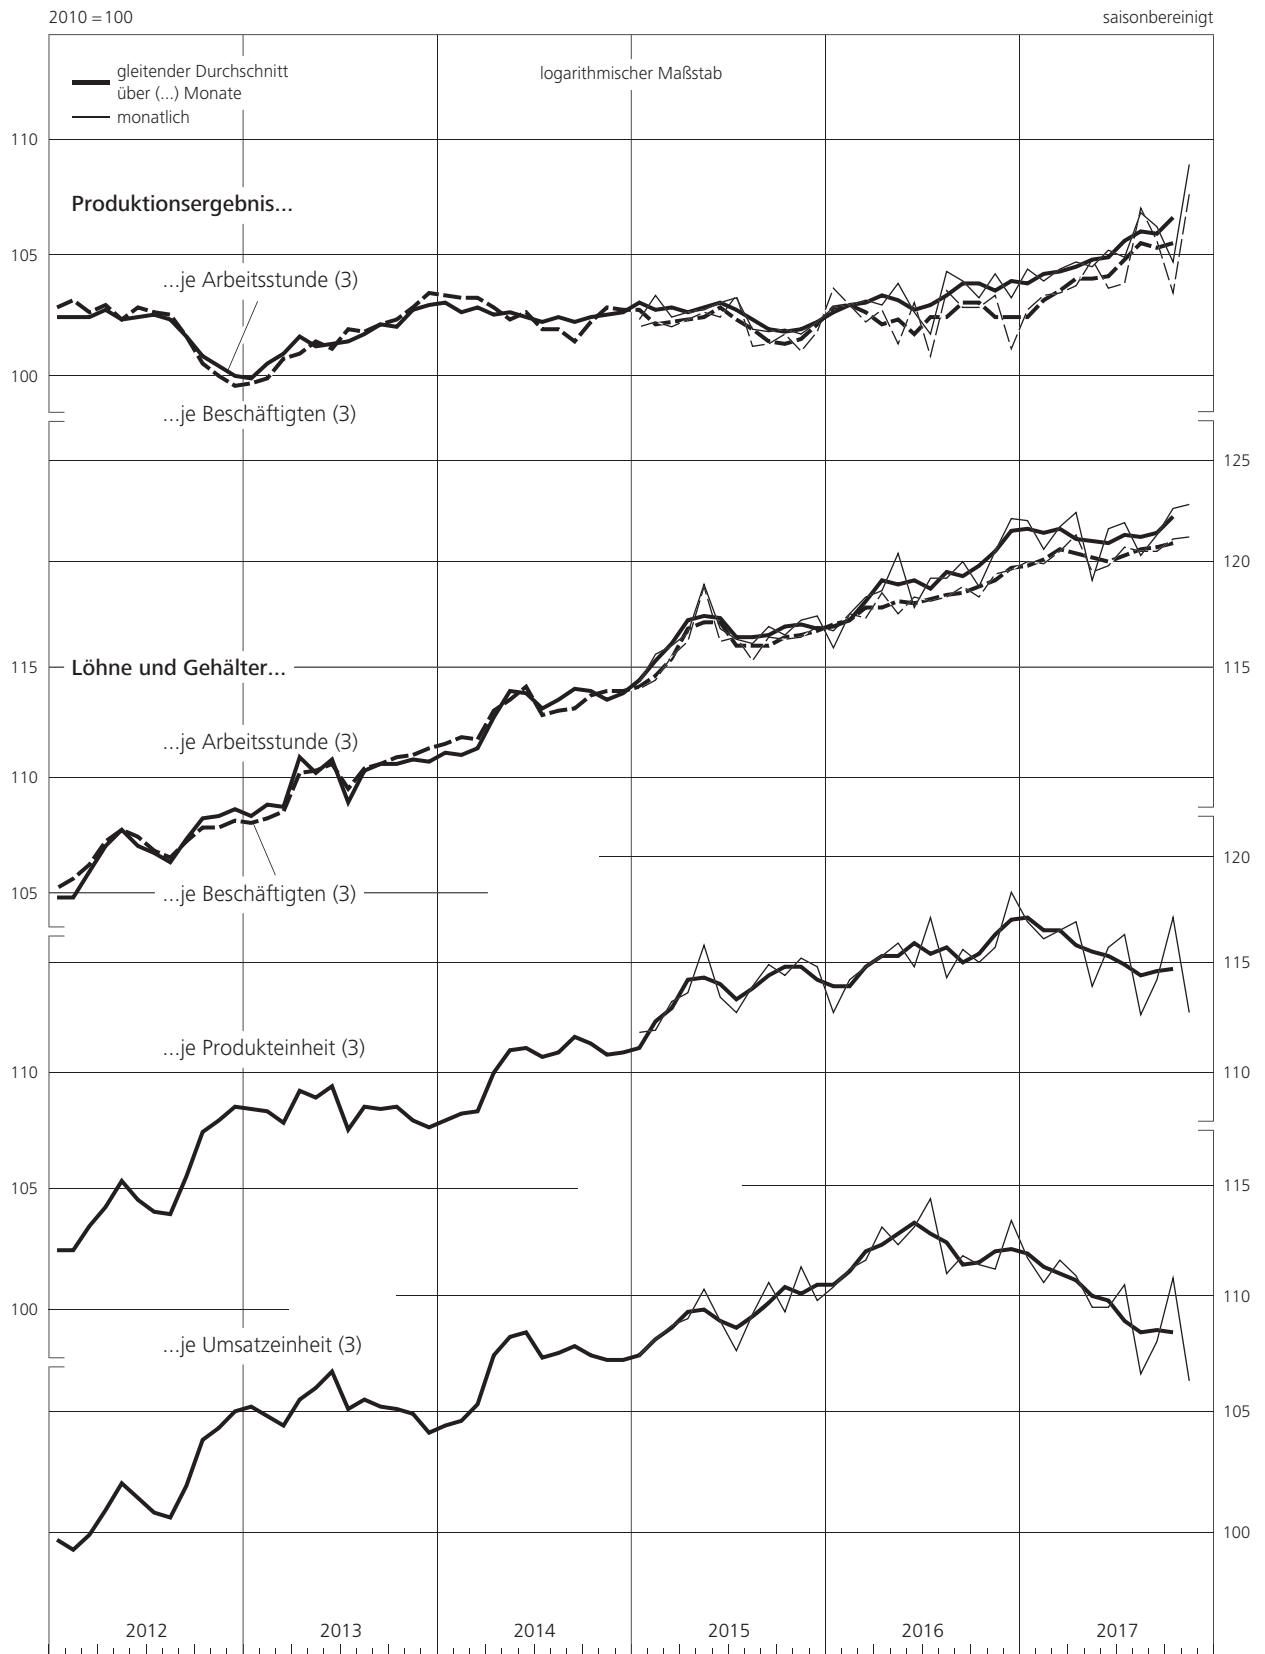 2010 = 100
saisonbereinigt
gleitender Durchschnitt
über (...) Monate
monatlich
logarithmischer Maßstab
110
Produktionsergebnis...
105
...je Arbeitsstunde (3)
100
...je Beschäftigten (3)
125
120
115
Löhne und Gehälter...
115
...je Arbeitsstunde (3)
110
120
105
...je Beschäftigten (3)
115
...je Produkteinheit (3)
110
110
105
115
100
110
...je Umsatzeinheit (3)
105
100
2012
2013
2014
2015
2016
2017